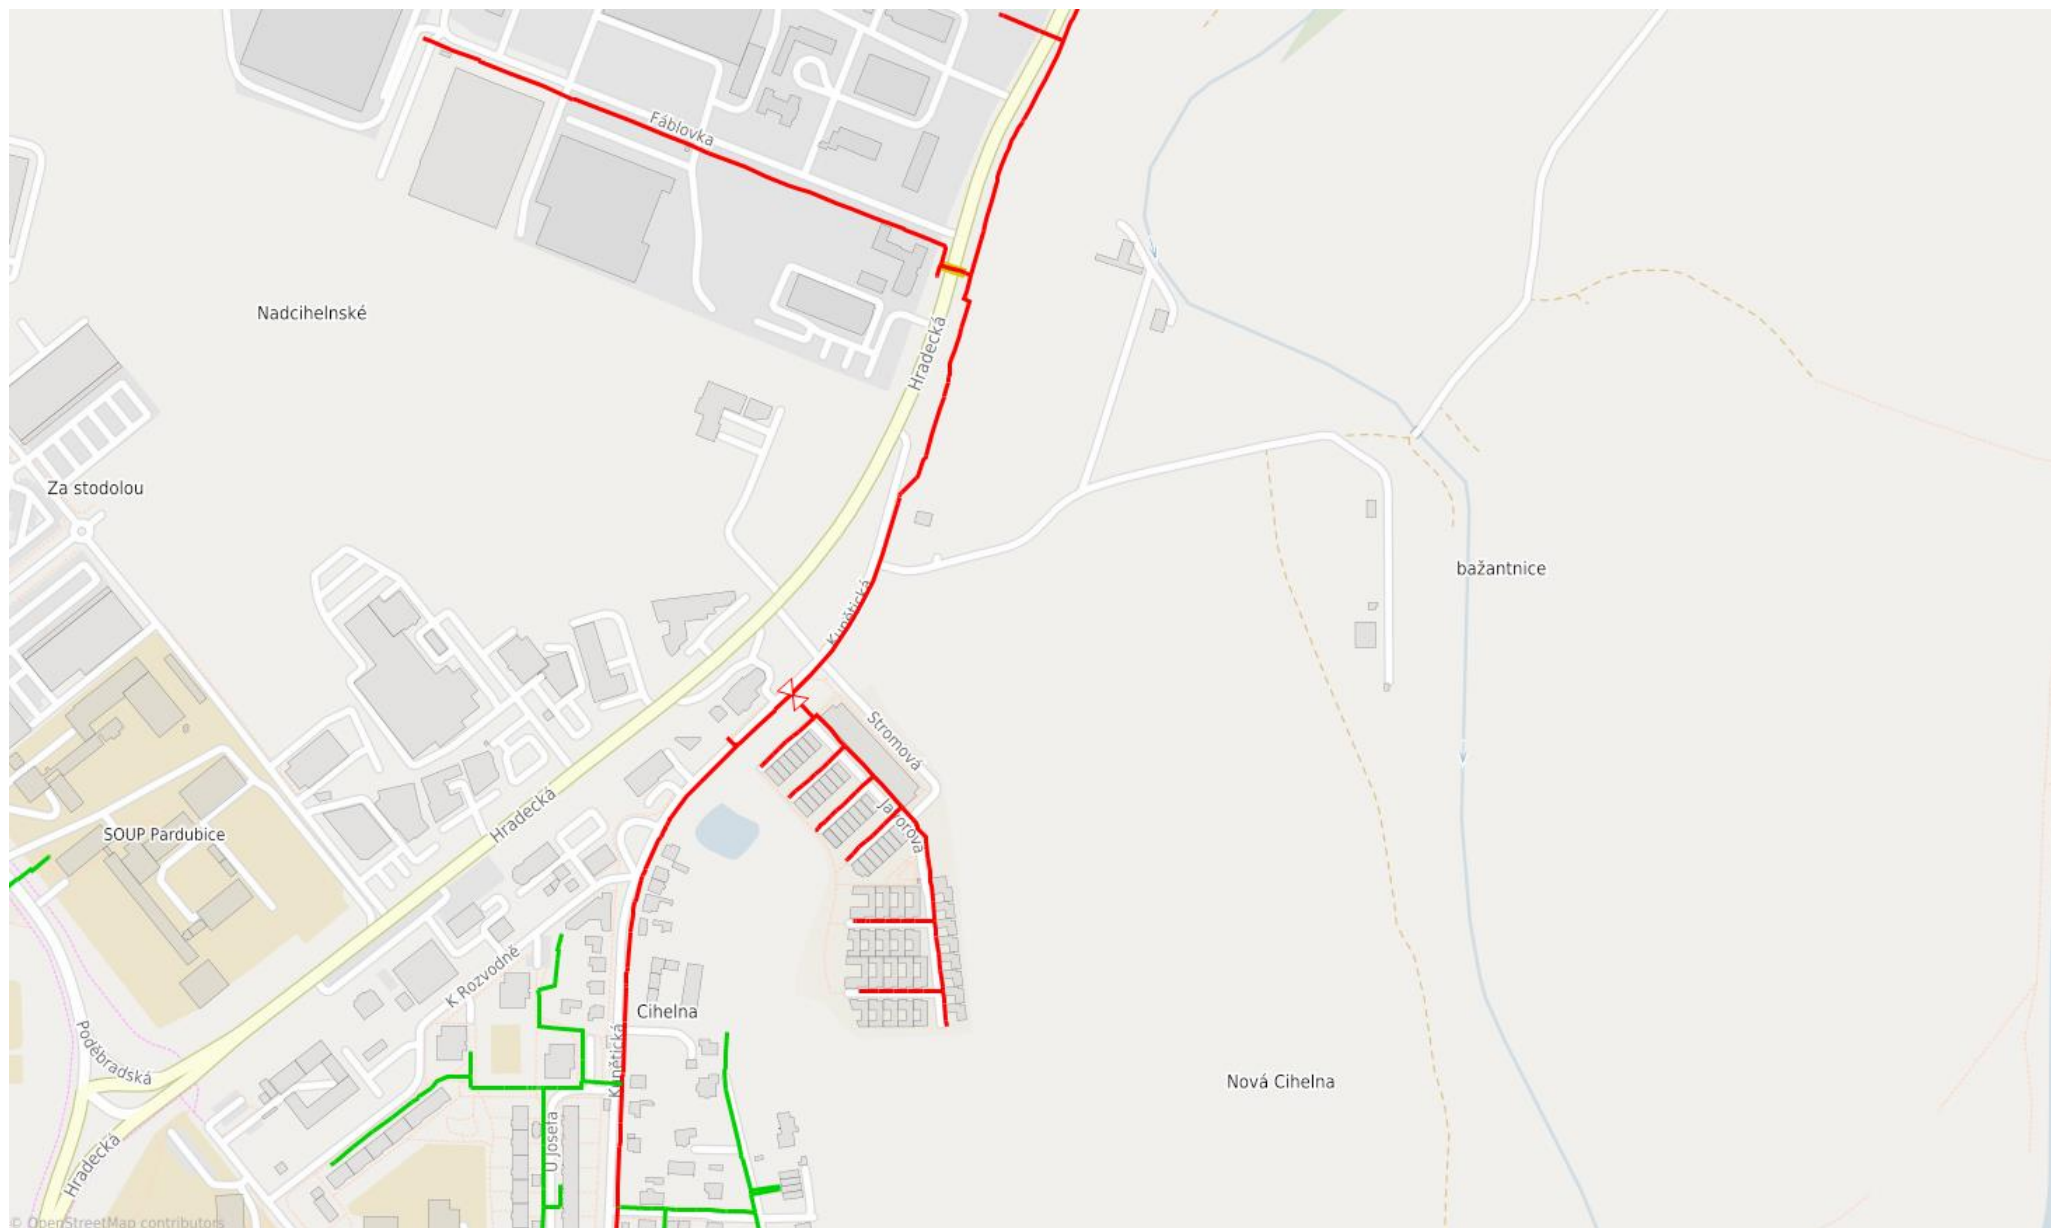 Fáblovka
Nadcihelnské
Hradecká
Za stodolou
bažantnice
Kunětická
Stromová
Javorova
Hradecká
SOUP Pardubice
K Rozvodně
Cihelna
Kunětická
Poděbradská
Nová Cihelna
U Josefa
Hradecká
© OpenStreetMap contributors